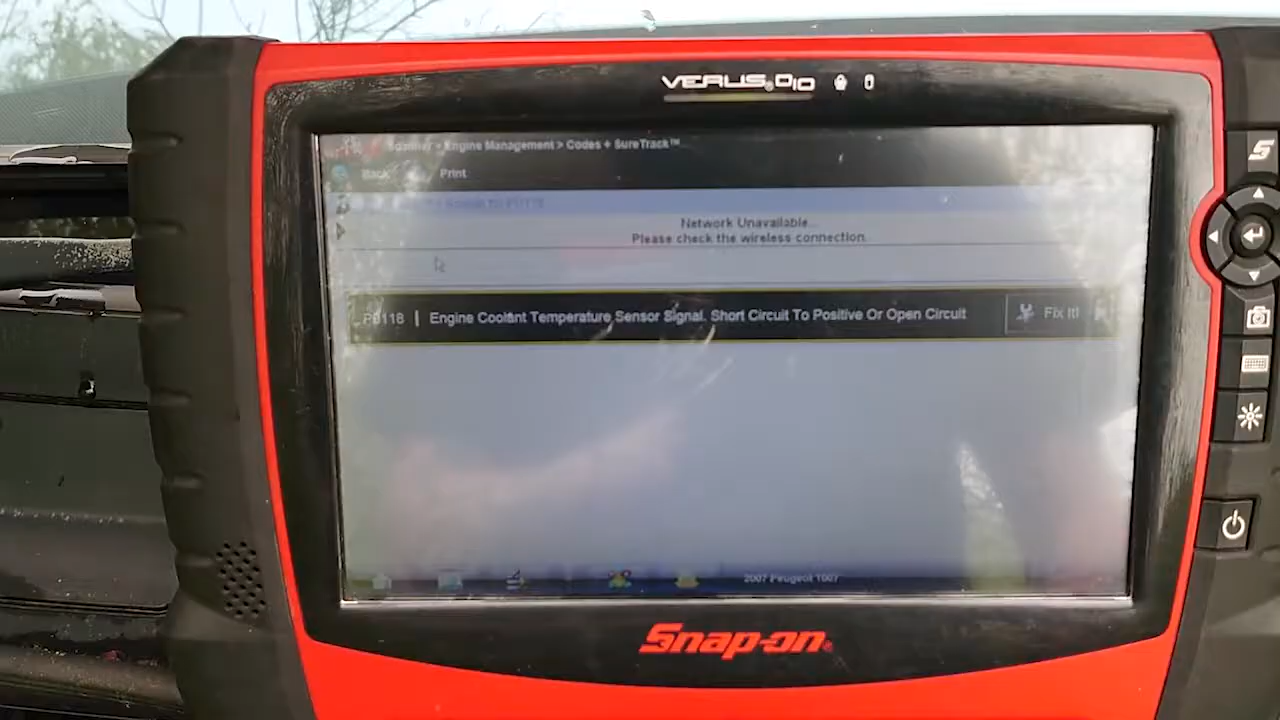 VERUS® D10
Scanner > Engine Management > Codes + SureTrack™
Back Print
Network Unavailable...
Please check the wireless connection.
P0118 | Engine Coolant Temperature Sensor Signal. Short Circuit To Positive Or Open Circuit Fix It!
2007 Peugeot 1007
Snap-on®